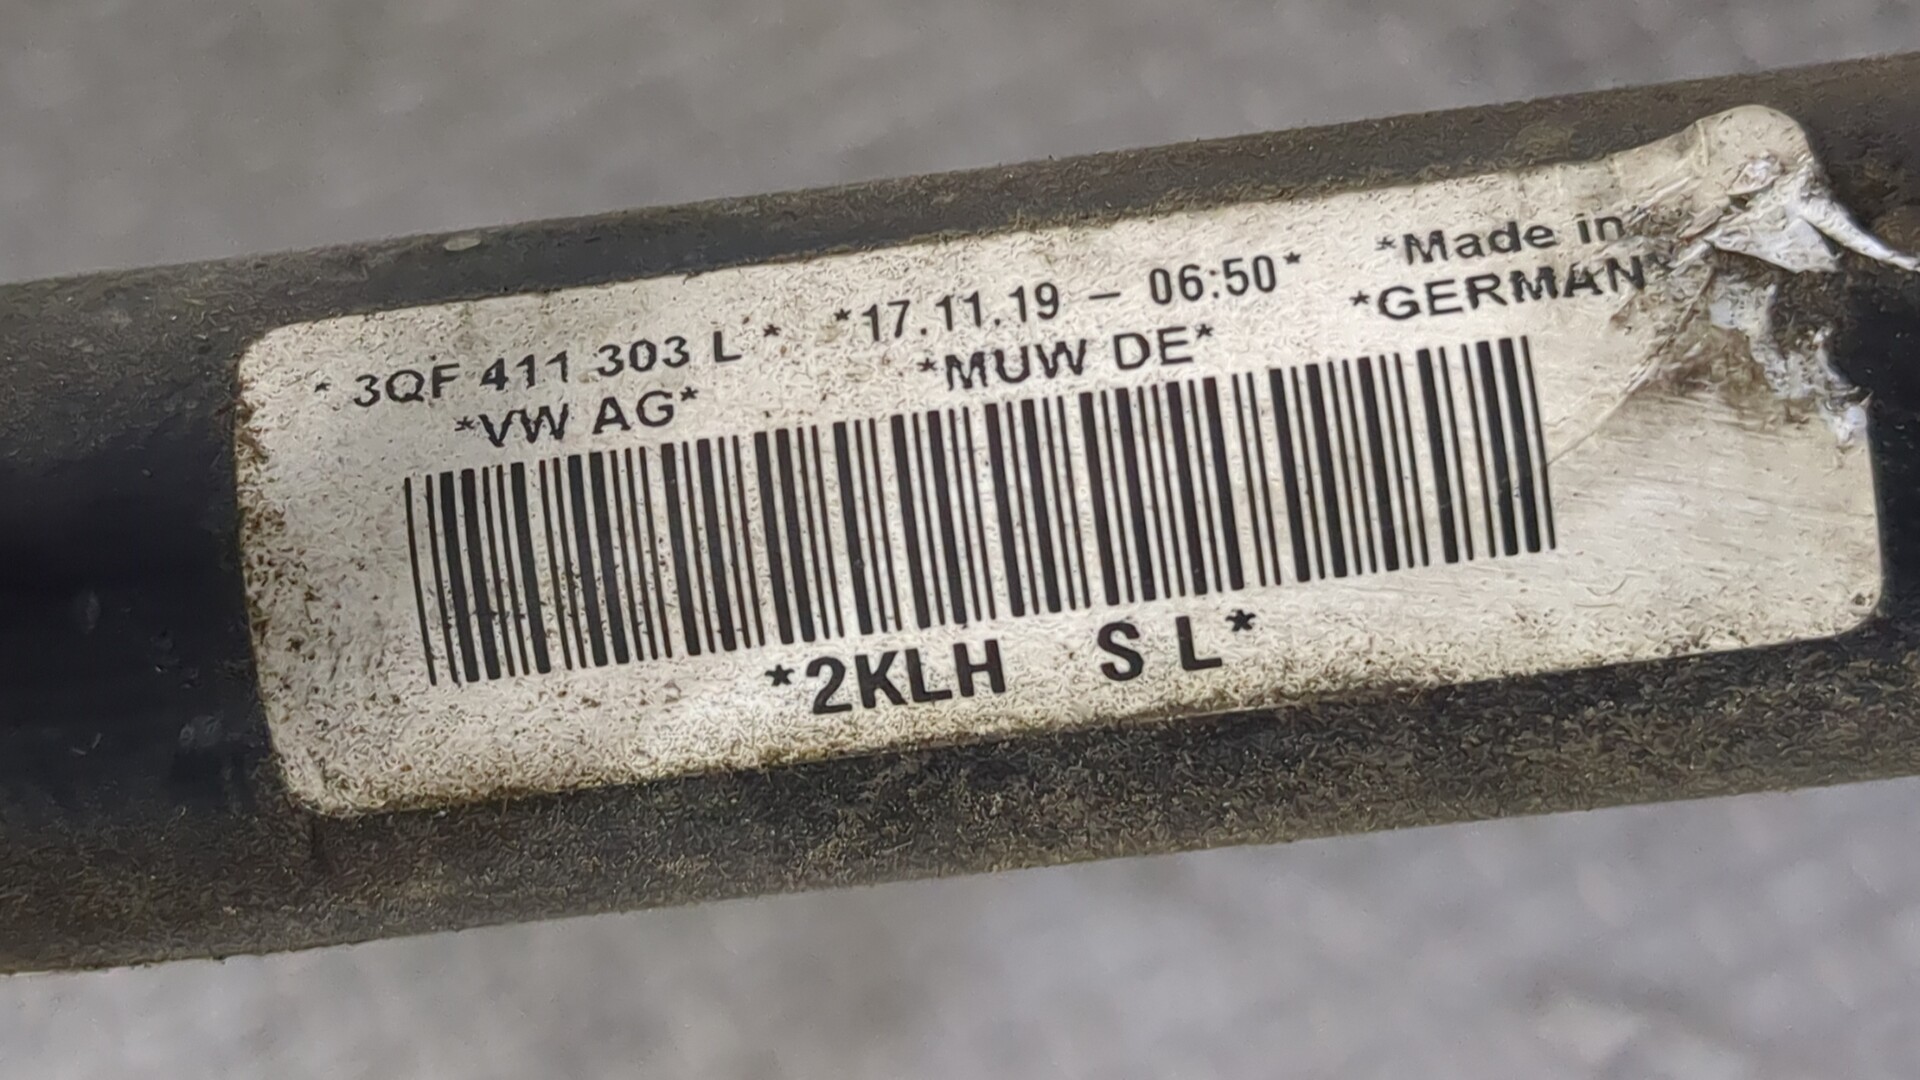 * 3QF 411 303 L * *17.11.19 – 06:50* *Made in
*VW AG* *MUW DE* *GERMAN
*2KLH S L*